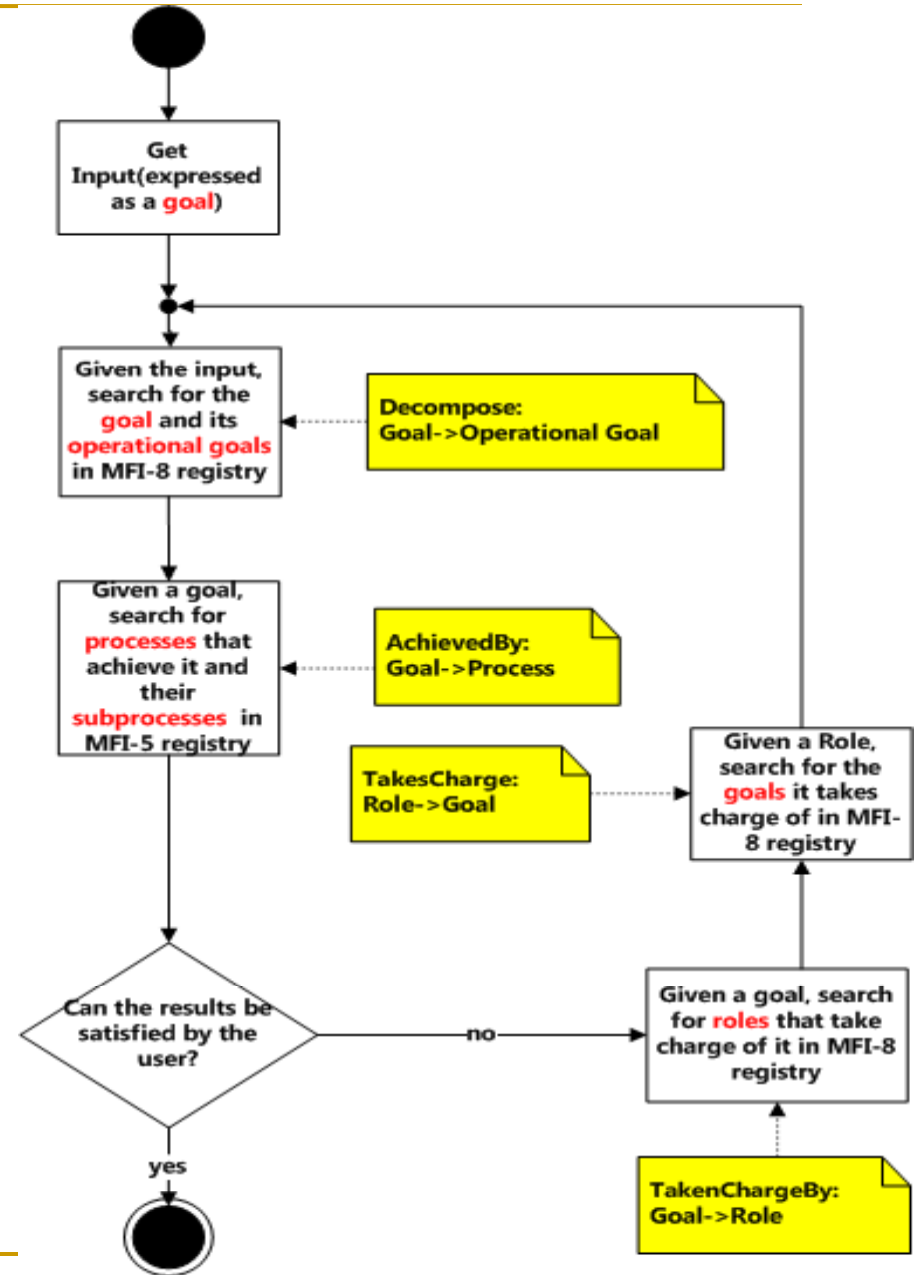 Get
Input(expressed
as a goal)
Given the input,
search for the
goal and its
operational goals
in MFI-8 registry
Decompose:
Goal->Operational Goal
Given a goal,
search for
processes that
achieve it and
their
subprocesses in
MFI-5 registry
AchievedBy:
Goal->Process
TakesCharge:
Role->Goal
Given a Role,
search for the
goals it takes
charge of in MFI-
8 registry
Can the results be
satisfied by the
user?
no
Given a goal, search
for roles that take
charge of it in MFI-8
registry
yes
TakenChargeBy:
Goal->Role